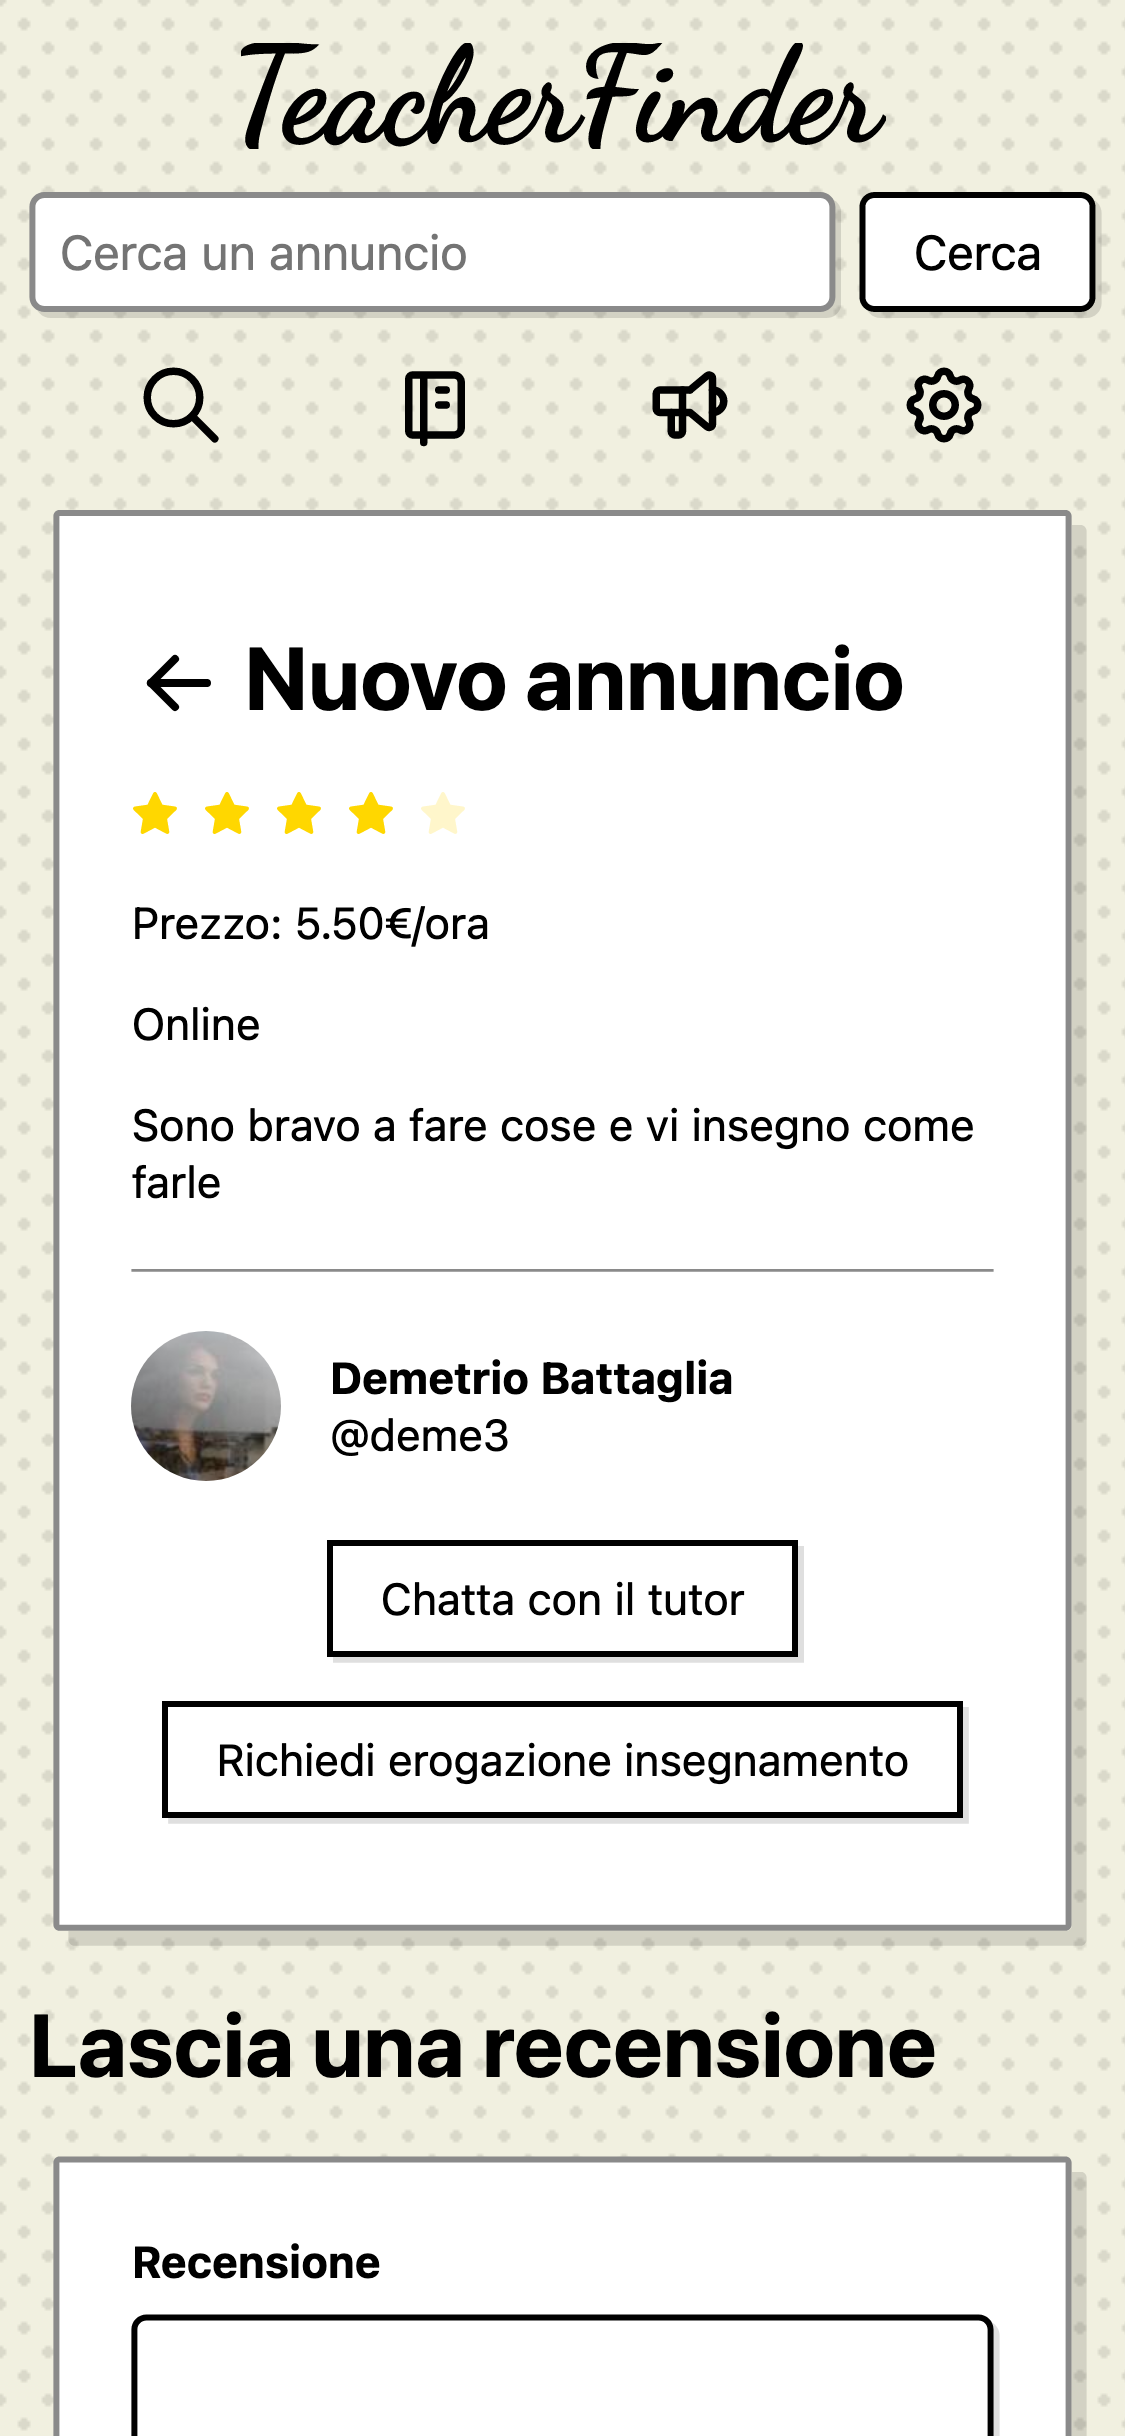 TeacherFinder
Cerca un annuncio
Cerca
Nuovo annuncio
Prezzo: 5.50€/ora
Online
Sono bravo a fare cose e vi insegno come
farle
Demetrio Battaglia
@deme3
Chatta con il tutor
Richiedi erogazione insegnamento
Lascia una recensione
Recensione